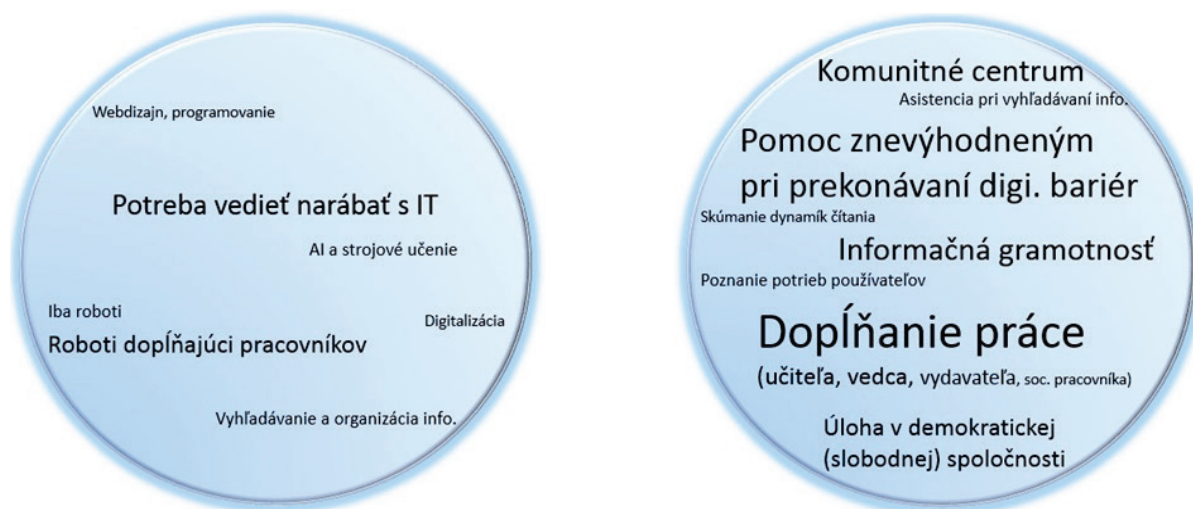 Webdizajn, programovanie
Potreba vedieť narábať s IT
AI a strojové učenie
Iba roboti
Digitalizácia
Roboti dopĺňajúci pracovníkov
Vyhľadávanie a organizácia info.
Komunitné centrum
Asistencia pri vyhľadávaní info.
Pomoc znevýhodneným
pri prekonávaní digi. bariér
Skúmanie dynamík čítania
Informačná gramotnosť
Poznanie potrieb používateľov
Dopĺňanie práce
(učiteľa, vedca, vydavateľa, soc. pracovníka)
Úloha v demokratickej
(slobodnej) spoločnosti